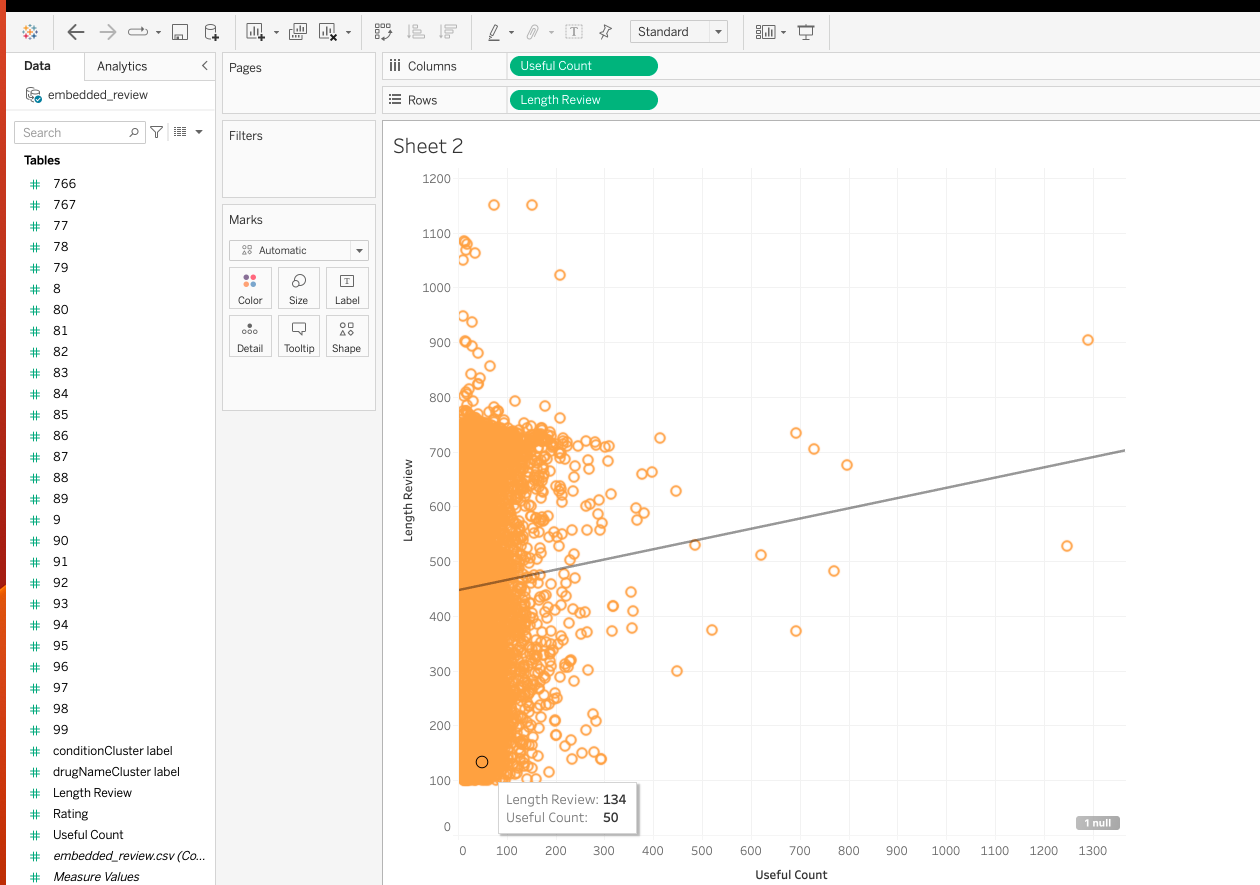 Standard
Data
Analytics
embedded_review
Search
Tables
766
767
77
78
79
8
80
81
82
83
84
85
86
87
88
89
9
90
91
92
93
94
95
96
97
98
99
conditionCluster label
drugNameCluster label
Length Review
Rating
Useful Count
embedded_review.csv (Co...
Measure Values
Pages
Filters
Marks
Automatic
Color
Size
T
Label
Detail
Tooltip
Shape
Columns
Useful Count
Rows
Length Review
Sheet 2
1200
1100
1000
900
800
700
600
500
400
300
200
100
0
Length Review
Length Review: 134
Useful Count: 50
1 null
0 100 200 300 400 500 600 700 800 900 1000 1100 1200 1300
Useful Count